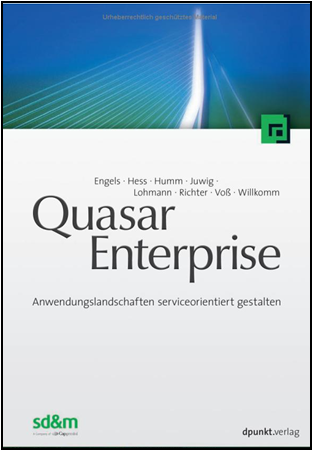 Urheberrechtlich geschütztes Material
Engels · Hess · Humm · Juwig ·
Lohmann · Richter · Voß · Willkomm
Quasar
Enterprise
Anwendungslandschaften serviceorientiert gestalten
sd&m
dpunkt.verlag